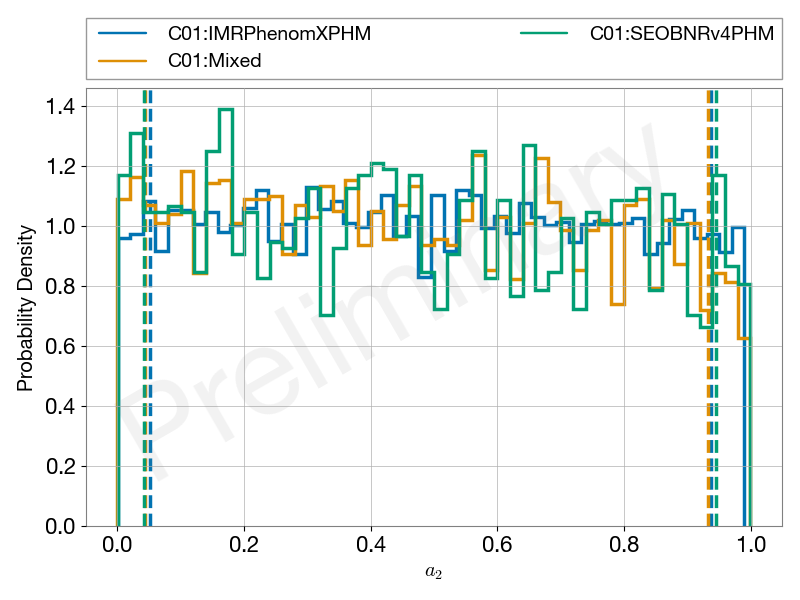 C01:IMRPhenomXPHM
C01:Mixed
C01:SEOBNRv4PHM
Probability Density
1.4
1.2
1.0
0.8
0.6
0.4
0.2
0.0
Preliminary
0.0 0.2 0.4 0.6 0.8 1.0
a₂